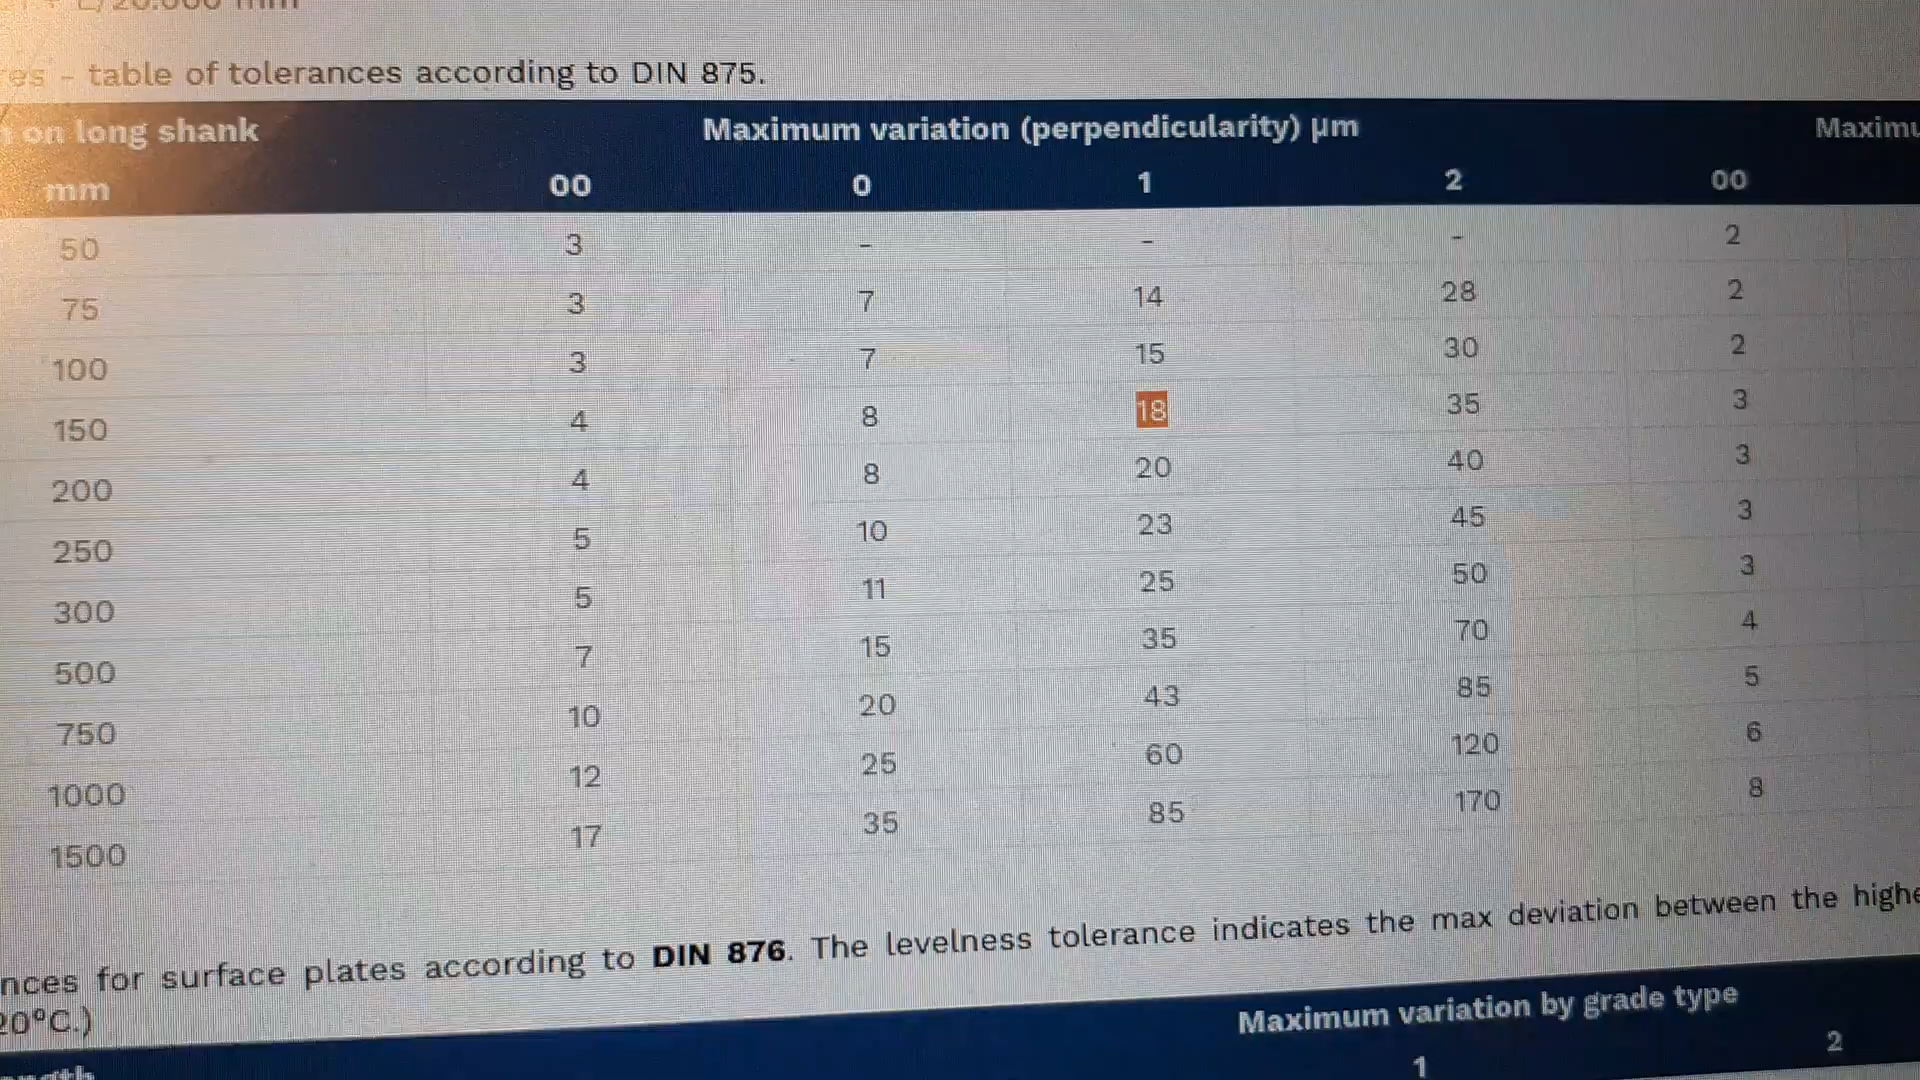 L/20.000 mm
es - table of tolerances according to DIN 875.
on long shank Maximum variation (perpendicularity) µm Maximu
mm 00 0 1 2 00
50 3 - - - 2
75 3 7 14 28 2
100 3 7 15 30 2
150 4 8 18 35 3
200 4 8 20 40 3
250 5 10 23 45 3
300 5 11 25 50 3
500 7 15 35 70 4
750 10 20 43 85 5
1000 12 25 60 120 6
1500 17 35 85 170 8
nces for surface plates according to DIN 876. The levelness tolerance indicates the max deviation between the highe
20°C.)
Maximum variation by grade type
1 2